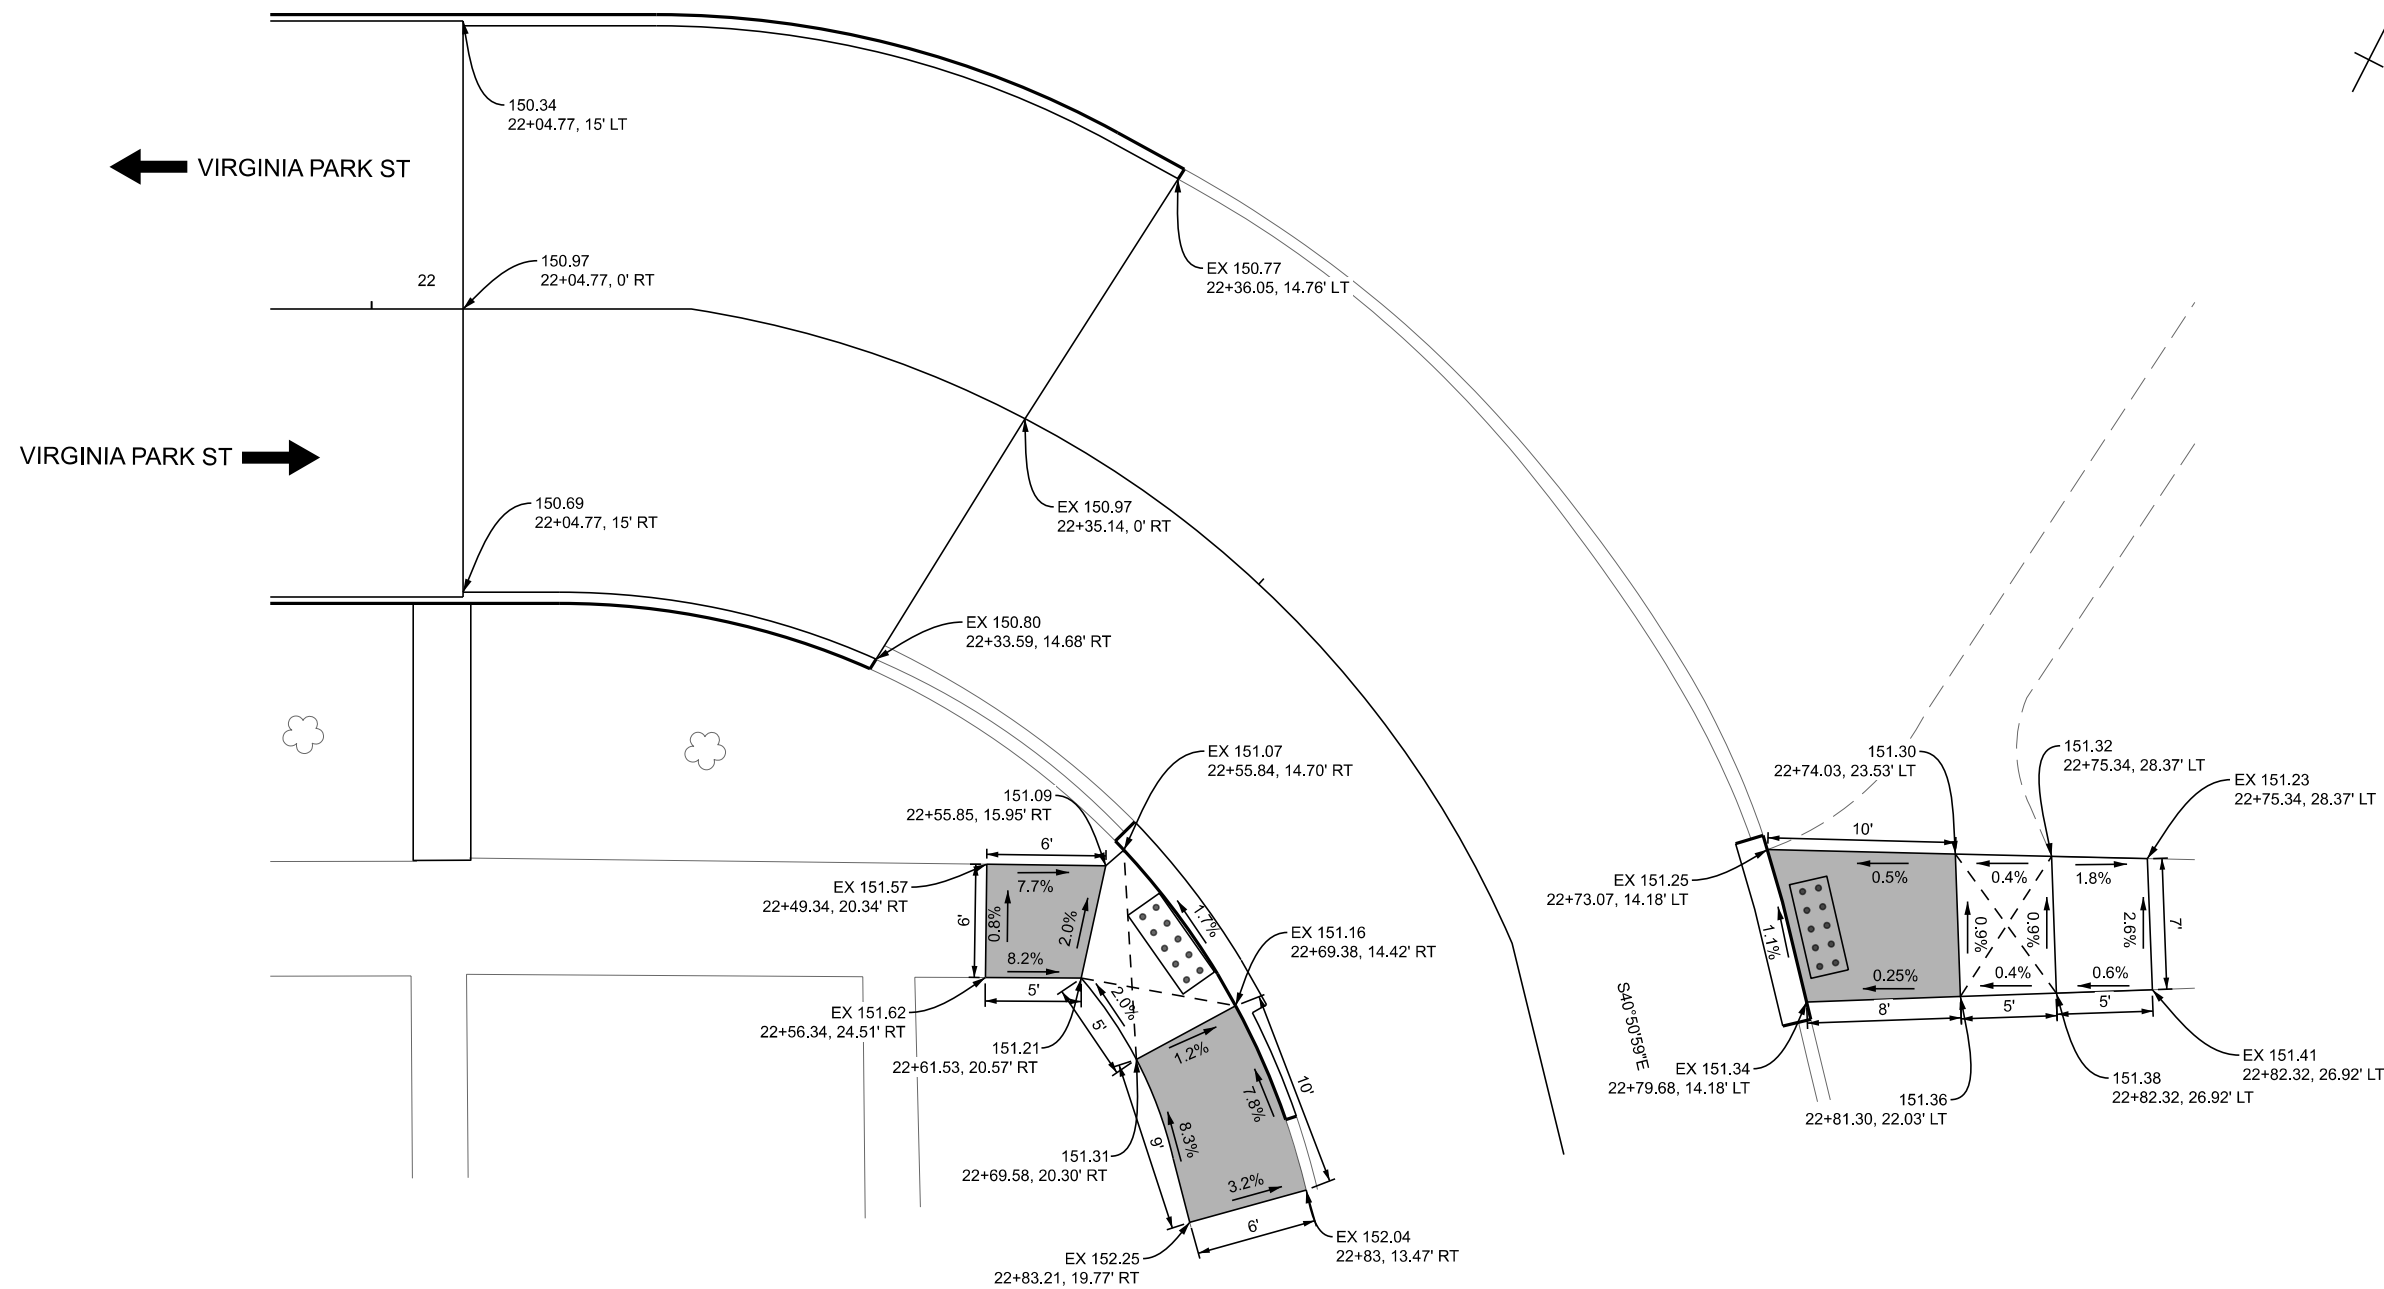 150.34
22+04.77, 15' LT
VIRGINIA PARK ST
150.97
22+04.77, 0' RT
22
EX 150.77
22+36.05, 14.76' LT
VIRGINIA PARK ST
150.69
22+04.77, 15' RT
EX 150.97
22+35.14, 0' RT
EX 150.80
22+33.59, 14.68' RT
EX 151.07
22+55.84, 14.70' RT
151.09
22+55.85, 15.95' RT
6'
7.7%
EX 151.57
22+49.34, 20.34' RT
6'
0.8%
2.0%
8.2%
5'
1.7%
EX 151.16
22+69.38, 14.42' RT
EX 151.62
22+56.34, 24.51' RT
2.0%
5'
151.21
22+61.53, 20.57' RT
1.2%
10'
7.8%
8.3%
9'
151.31
22+69.58, 20.30' RT
3.2%
6'
EX 152.25
22+83.21, 19.77' RT
EX 152.04
22+83, 13.47' RT
151.30
22+74.03, 23.53' LT
151.32
22+75.34, 28.37' LT
EX 151.23
22+75.34, 28.37' LT
10'
0.5%
0.4%
1.8%
EX 151.25
22+73.07, 14.18' LT
1.1%
0.9%
0.9%
2.6%
7'
0.25%
0.4%
0.6%
8'
5'
5'
S40°50'59"E
EX 151.34
22+79.68, 14.18' LT
151.36
22+81.30, 22.03' LT
151.38
22+82.32, 26.92' LT
EX 151.41
22+82.32, 26.92' LT